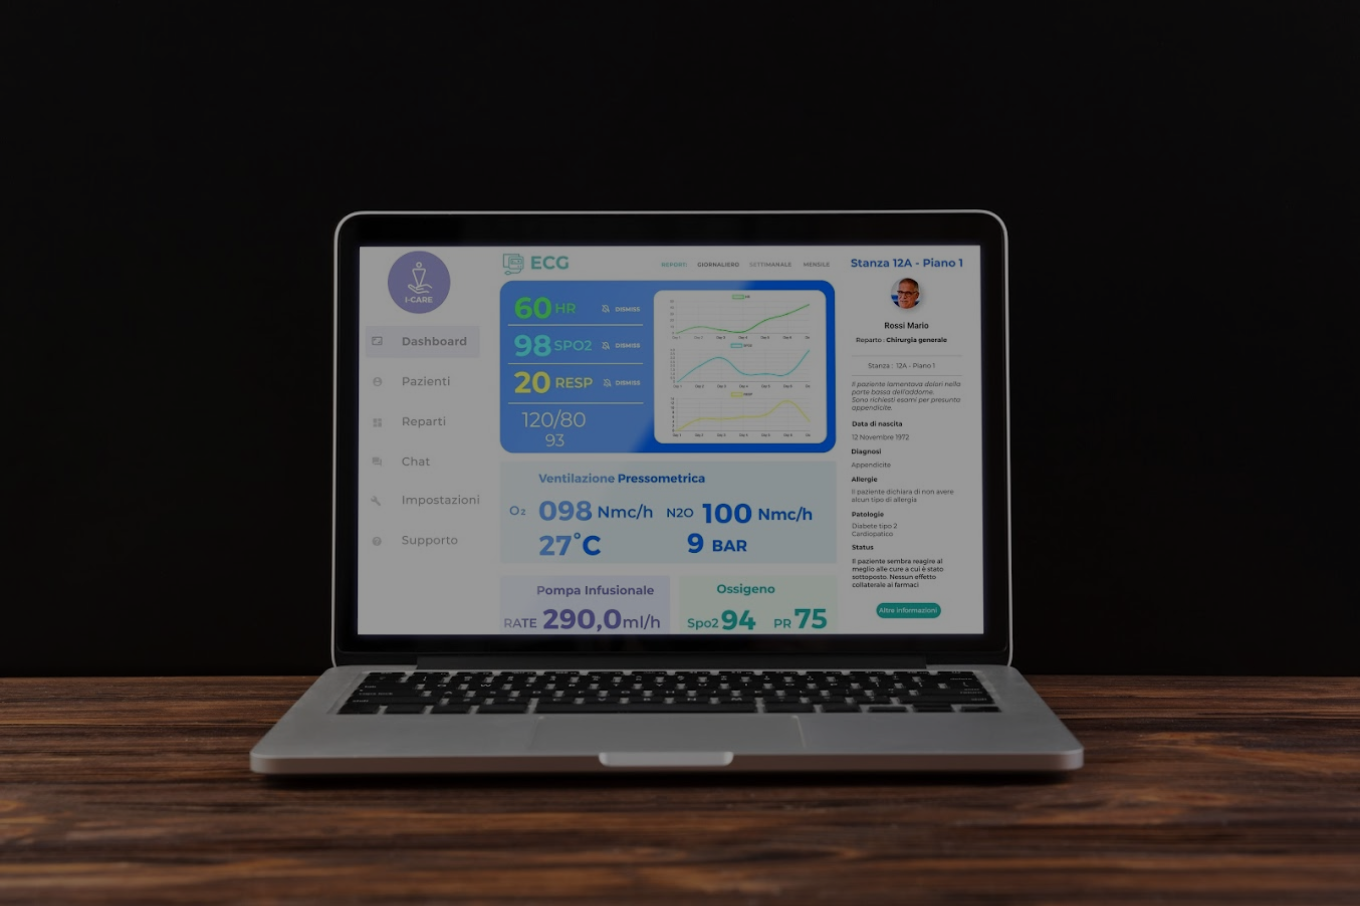 I-CARE
Dashboard
Pazienti
Reparti
Chat
Impostazioni
Supporto
ECG
REPORTI GIORNALIERO SETTIMANALE MENSILE
60 HR DISMISS
98 SPO2 DISMISS
20 RESP DISMISS
120/80
93
Ventilazione Pressometrica
O2 098 Nmc/h N2O 100 Nmc/h
27°C 9 BAR
Pompa Infusionale
RATE 290,0 ml/h
Ossigeno
Spo2 94 PR 75
Stanza 12A - Piano 1
Rossi Mario
Reparto : Chirurgia generale
Stanza : 12A - Piano 1
Il paziente lamentava dolori nella
parte bassa dell'addome.
Sono richiesti esami per presunta
appendicite.
Data di nascita
12 Novembre 1972
Diagnosi
Appendicite
Allergie
Il paziente dichiara di non avere
alcun tipo di allergia
Patologie
Diabete tipo 2
Cardiopatico
Status
Il paziente sembra reagire al
meglio alle cure a cui è stato
sottoposto. Nessun effetto
collaterale ai farmaci
Altre informazioni